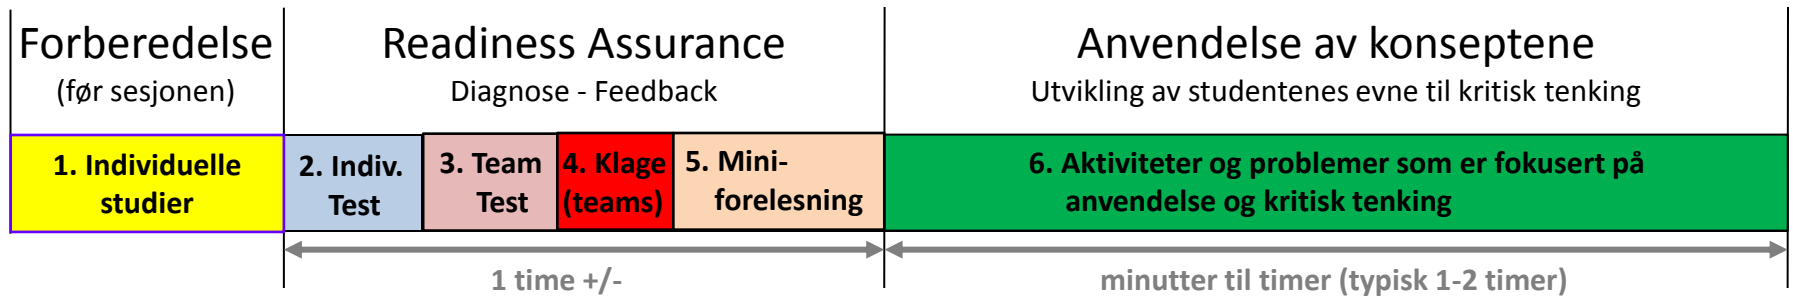 Forberedelse
(før sesjonen)
Readiness Assurance
Diagnose - Feedback
Anvendelse av konseptene
Utvikling av studentenes evne til kritisk tenking
1. Individuelle
studier
2. Indiv.
Test
3. Team
Test
4. Klage
(teams)
5. Mini-
forelesning
6. Aktiviteter og problemer som er fokusert på
anvendelse og kritisk tenking
1 time +/-
minutter til timer (typisk 1-2 timer)